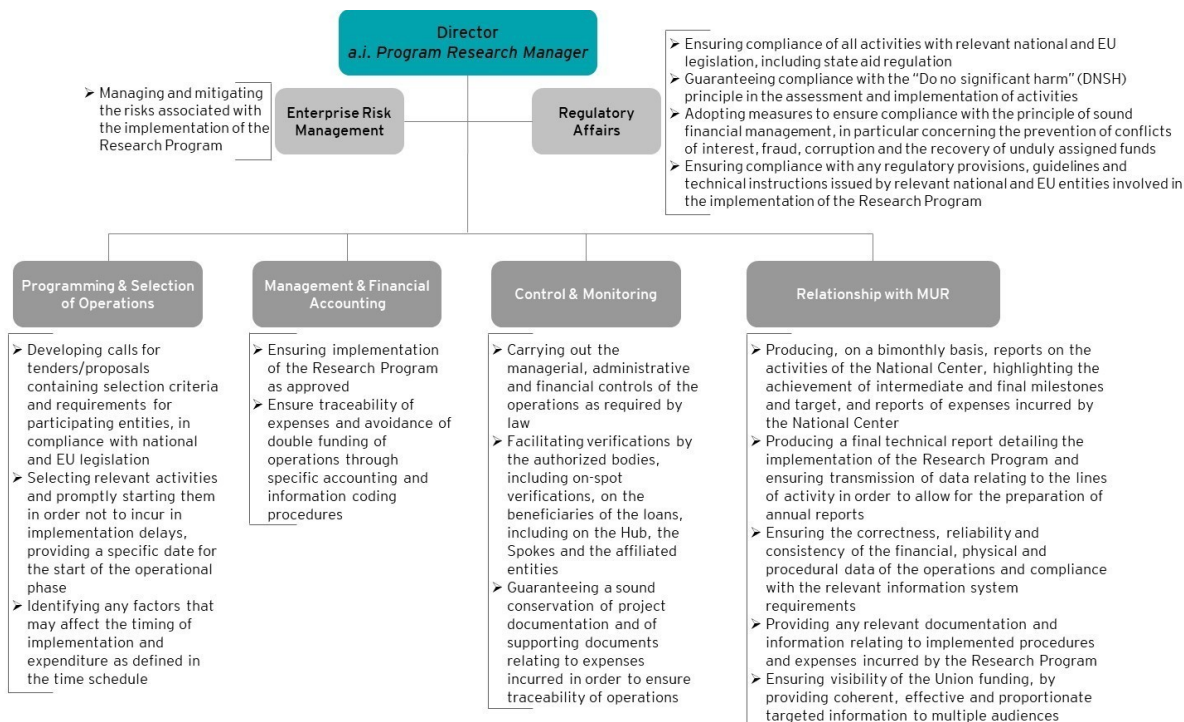 Director
a.i. Program Research Manager
➤ Managing and mitigating
the risks associated with
the implementation of the
Research Program
Enterprise Risk
Management
Regulatory
Affairs
➤ Ensuring compliance of all activities with relevant national and EU
legislation, including state aid regulation
➤ Guaranteeing compliance with the “Do no significant harm” (DNSH)
principle in the assessment and implementation of activities
➤ Adopting measures to ensure compliance with the principle of sound
financial management, in particular concerning the prevention of conflicts
of interest, fraud, corruption and the recovery of unduly assigned funds
➤ Ensuring compliance with any regulatory provisions, guidelines and
technical instructions issued by relevant national and EU entities involved in
the implementation of the Research Program
Programming & Selection
of Operations
➤ Developing calls for
tenders/proposals
containing selection criteria
and requirements for
participating entities, in
compliance with national
and EU legislation
➤ Selecting relevant activities
and promptly starting them
in order not to incur in
implementation delays,
providing a specific date for
the start of the operational
phase
➤ Identifying any factors that
may affect the timing of
implementation and
expenditure as defined in
the time schedule
Management & Financial
Accounting
➤ Ensuring implementation
of the Research Program
as approved
➤ Ensure traceability of
expenses and avoidance of
double funding of
operations through
specific accounting and
information coding
procedures
Control & Monitoring
➤ Carrying out the
managerial, administrative
and financial controls of the
operations as required by
law
➤ Facilitating verifications by
the authorized bodies,
including on-spot
verifications, on the
beneficiaries of the loans,
including on the Hub, the
Spokes and the affiliated
entities
➤ Guaranteeing a sound
conservation of project
documentation and of
supporting documents
relating to expenses
incurred in order to ensure
traceability of operations
Relationship with MUR
➤ Producing, on a bimonthly basis, reports on the
activities of the National Center, highlighting the
achievement of intermediate and final milestones
and target, and reports of expenses incurred by
the National Center
➤ Producing a final technical report detailing the
implementation of the Research Program and
ensuring transmission of data relating to the lines
of activity in order to allow for the preparation of
annual reports
➤ Ensuring the correctness, reliability and
consistency of the financial, physical and
procedural data of the operations and compliance
with the relevant information system
requirements
➤ Providing any relevant documentation and
information relating to implemented procedures
and expenses incurred by the Research Program
➤ Ensuring visibility of the Union funding, by
providing coherent, effective and proportionate
targeted information to multiple audiences